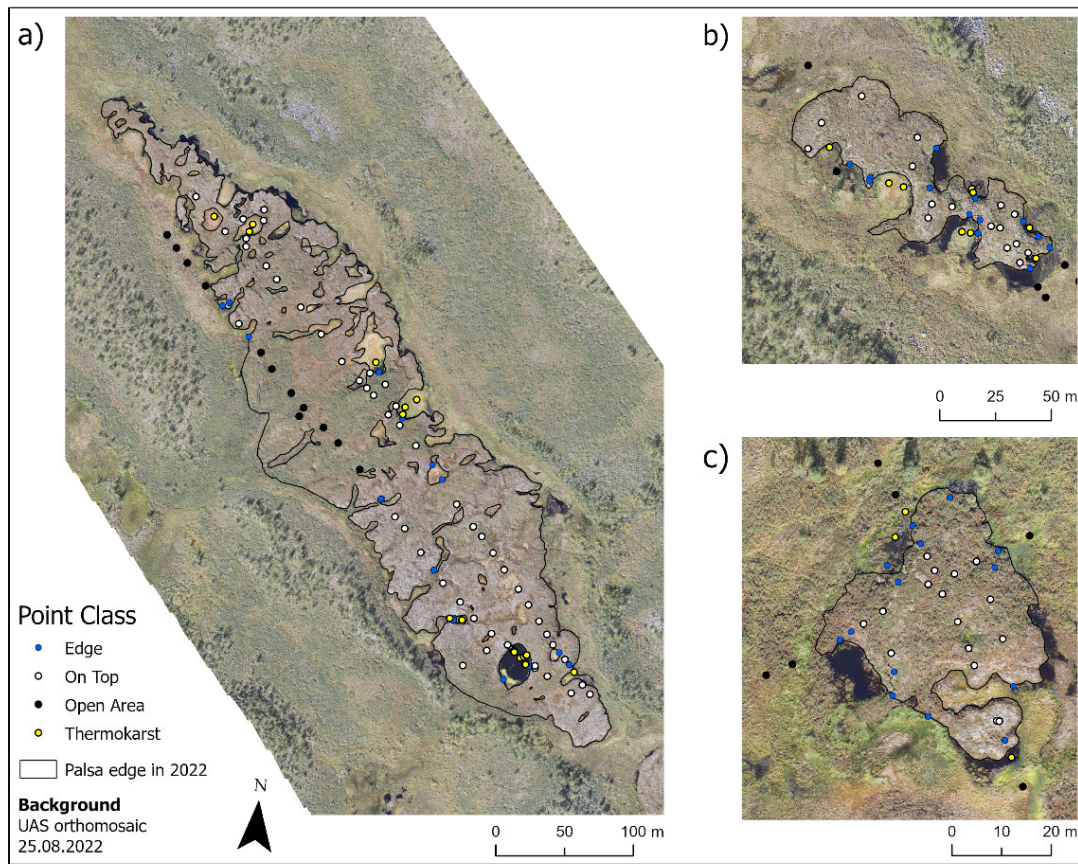 a)
b)
0 25 50 m
c)
Point Class
Edge
On Top
Open Area
Thermokarst
Palsa edge in 2022
Background
UAS orthomosaic
25.08.2022
N
0 50 100 m
0 10 20 m